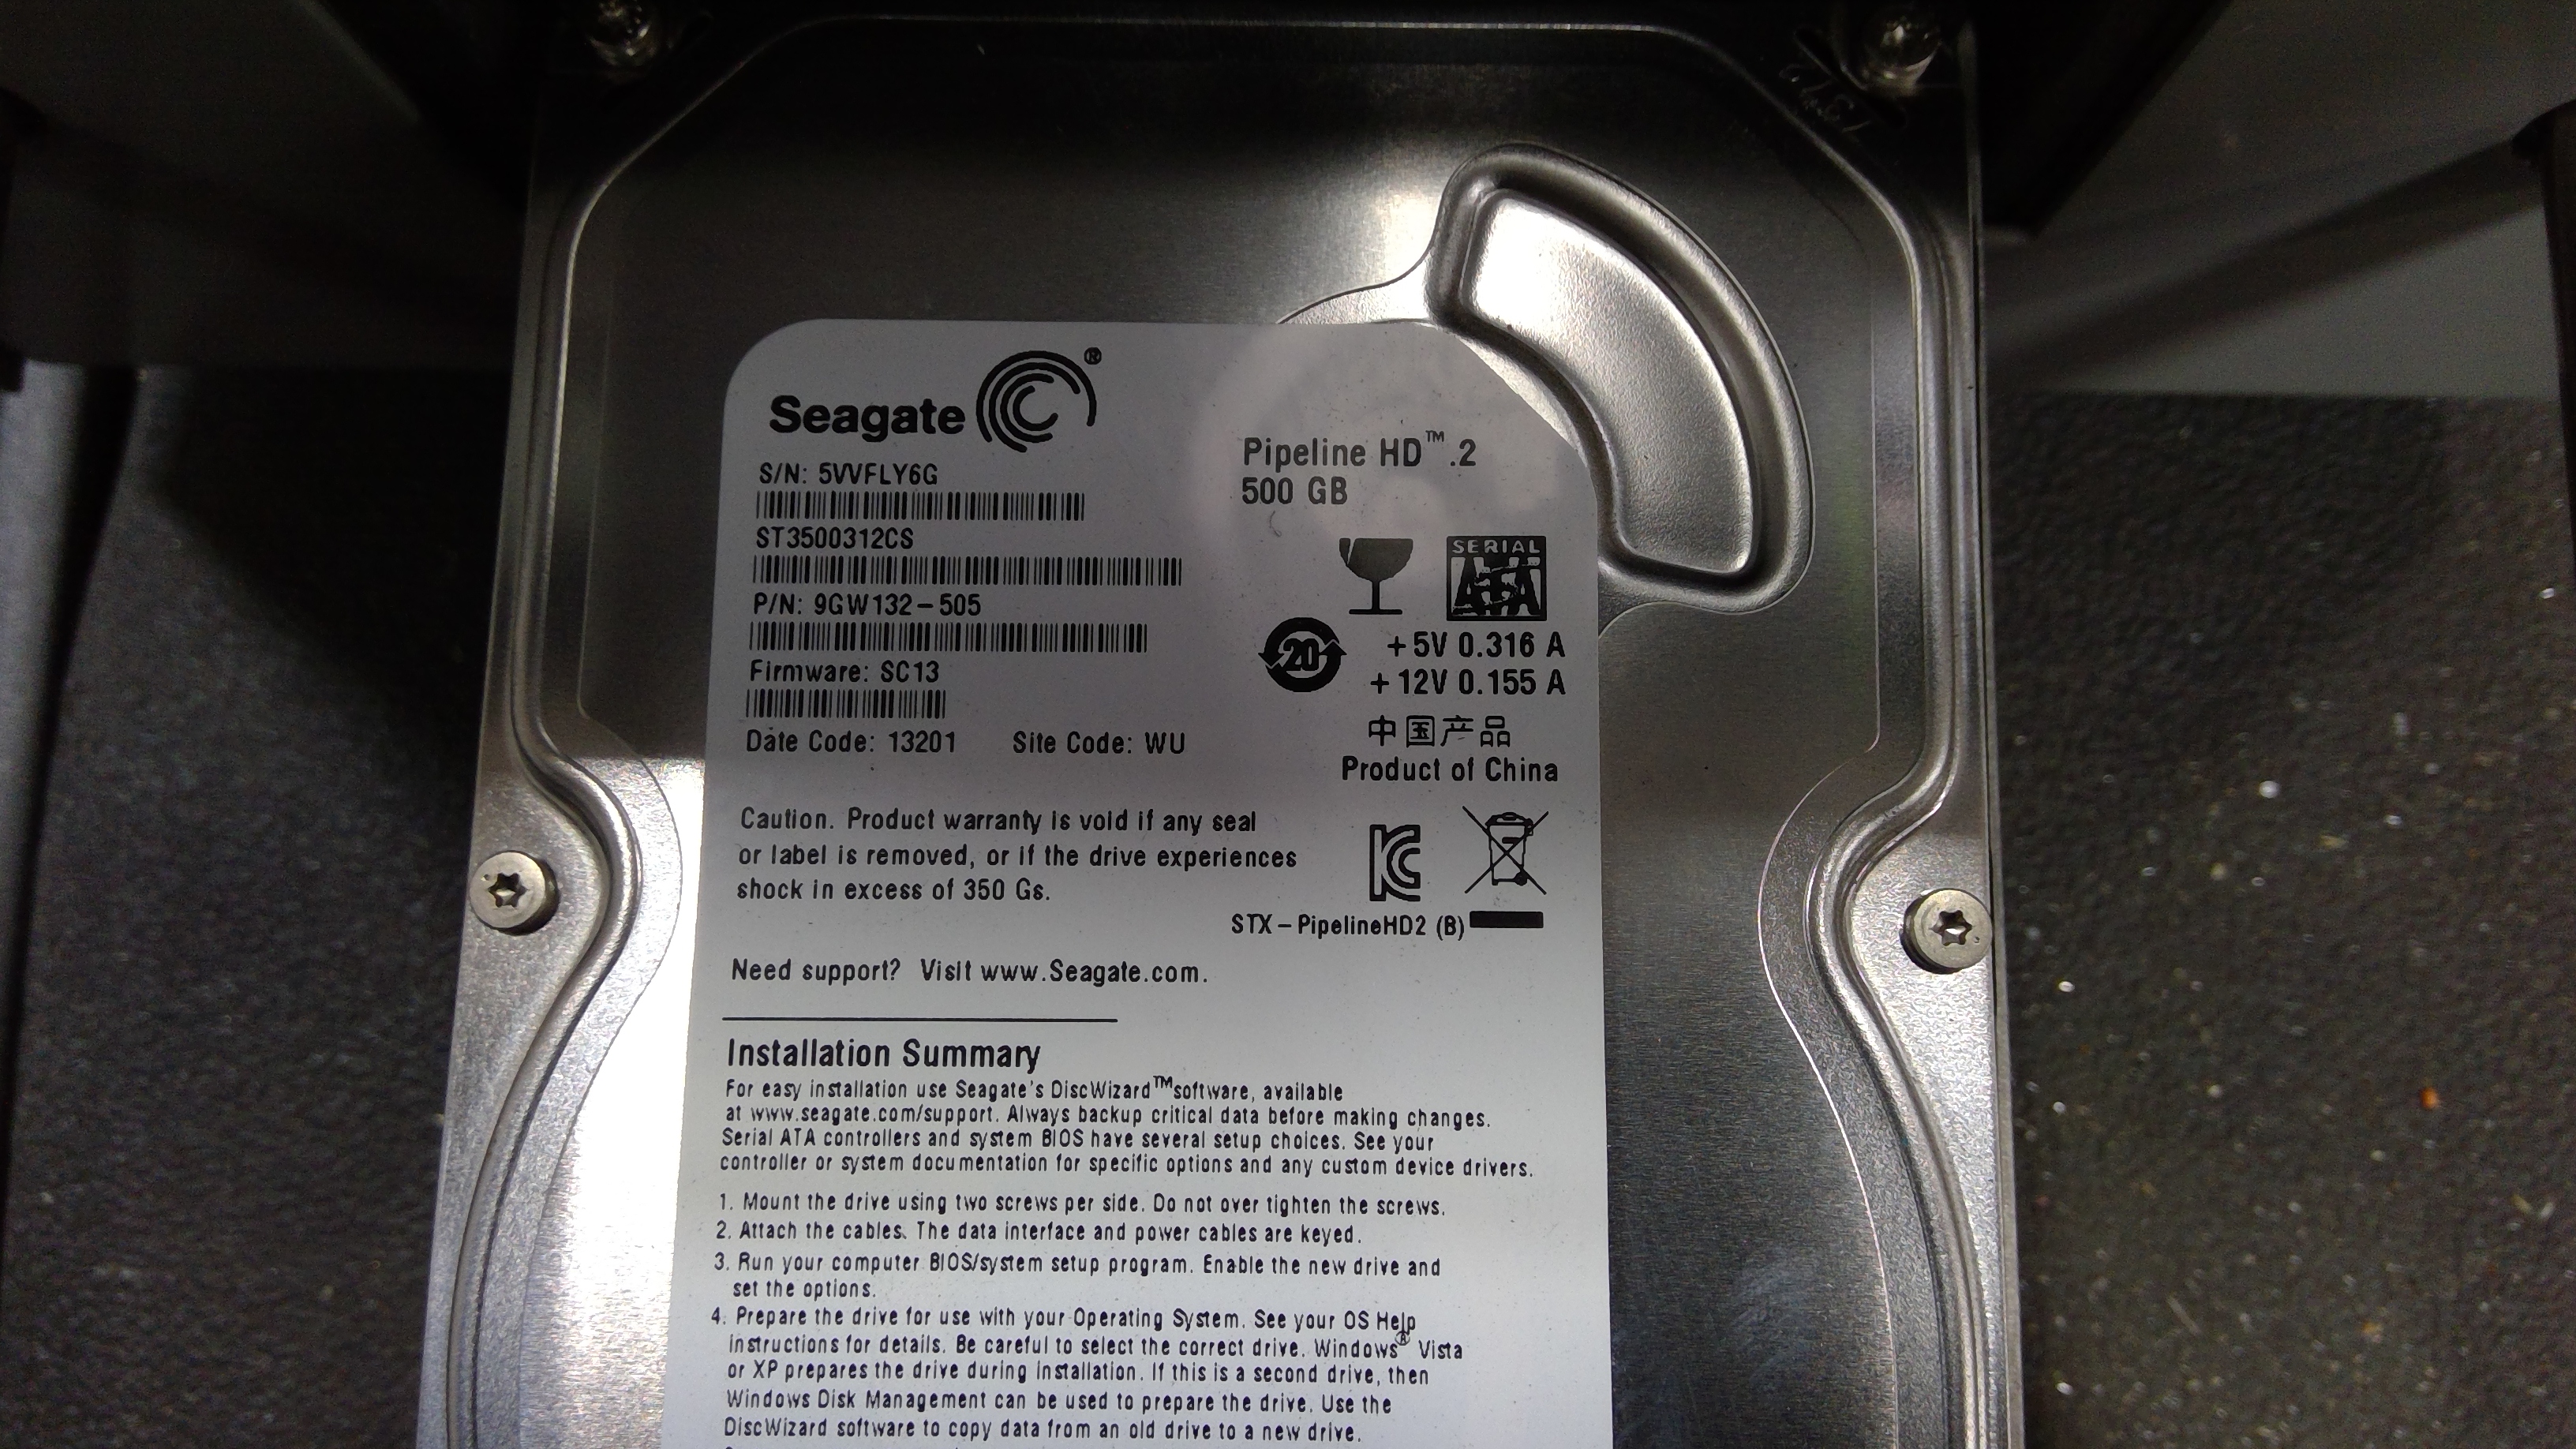 Seagate ®
S/N: 5VVFLY6G
ST3500312CS
P/N: 9GW132-505
Firmware: SC13
Date Code: 13201 Site Code: WU
Pipeline HD™.2
500 GB
SERIAL
ATA
20
+5V 0.316 A
+12V 0.155 A
中国产品
Product of China
Caution. Product warranty is void if any seal
or label is removed, or if the drive experiences
shock in excess of 350 Gs.
STX-PipelineHD2 (B)
Need support? Visit www.Seagate.com.
Installation Summary
For easy installation use Seagate's DiscWizard™ software, available
at www.seagate.com/support. Always backup critical data before making changes.
Serial ATA controllers and system BIOS have several setup choices. See your
controller or system documentation for specific options and any custom device drivers.
1. Mount the drive using two screws per side. Do not over tighten the screws.
2. Attach the cables. The data interface and power cables are keyed.
3. Run your computer BIOS/system setup program. Enable the new drive and
set the options.
4. Prepare the drive for use with your Operating System. See your OS Help
instructions for details. Be careful to select the correct drive. Windows® Vista
or XP prepares the drive during installation. If this is a second drive, then
Windows Disk Management can be used to prepare the drive. Use the
DiscWizard software to copy data from an old drive to a new drive.